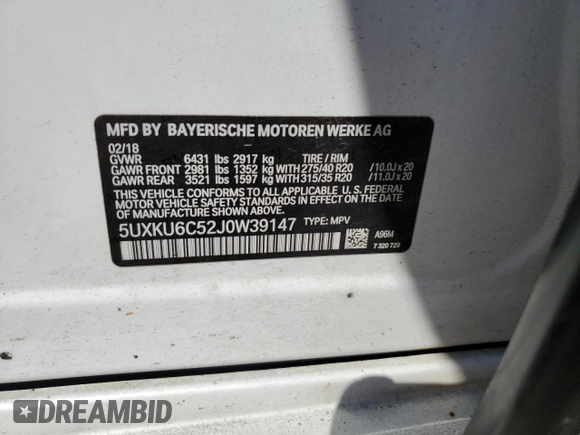 MFD BY BAYERISCHE MOTOREN WERKE AG
02/18
GVWR 6431 lbs 2917 kg TIRE / RIM
GAWR FRONT 2981 lbs 1352 kg WITH 275/40 R20 /10.0J x 20
GAWR REAR 3521 lbs 1597 kg WITH 315/35 R20 /11.0J x 20
THIS VEHICLE CONFORMS TO ALL APPLICABLE U.S. FEDERAL
MOTOR VEHICLE SAFETY STANDARDS IN EFFECT ON THE DATE
OF MANUFACTURE SHOWN ABOVE.
5UXKU6C52J0W39147 TYPE: MPV
A96M
7 320 729
DREAMBID